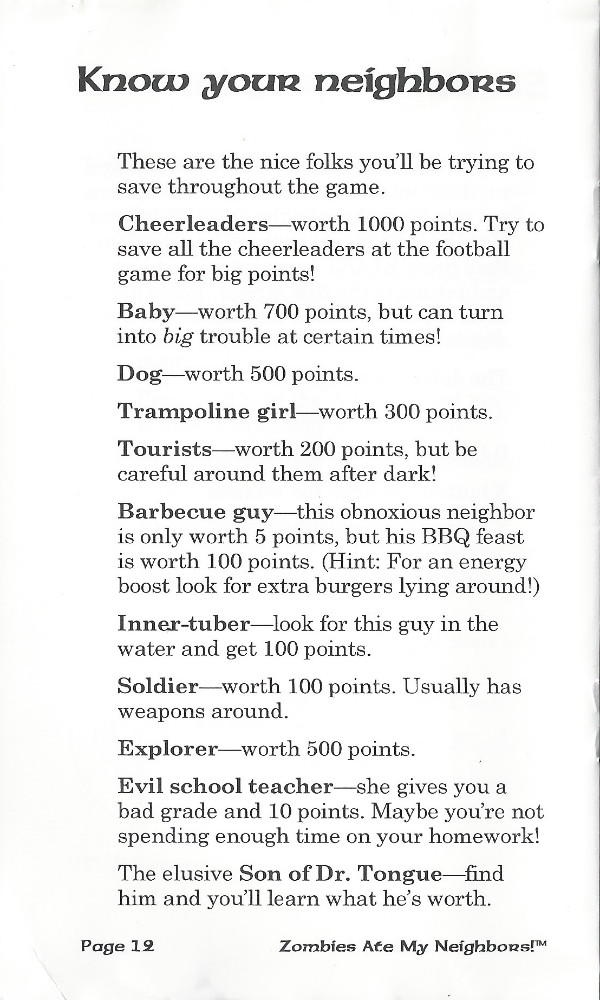 Know your neighbors
These are the nice folks you'll be trying to
save throughout the game.
Cheerleaders—worth 1000 points. Try to
save all the cheerleaders at the football
game for big points!
Baby—worth 700 points, but can turn
into big trouble at certain times!
Dog—worth 500 points.
Trampoline girl—worth 300 points.
Tourists—worth 200 points, but be
careful around them after dark!
Barbecue guy—this obnoxious neighbor
is only worth 5 points, but his BBQ feast
is worth 100 points. (Hint: For an energy
boost look for extra burgers lying around!)
Inner-tuber—look for this guy in the
water and get 100 points.
Soldier—worth 100 points. Usually has
weapons around.
Explorer—worth 500 points.
Evil school teacher—she gives you a
bad grade and 10 points. Maybe you're not
spending enough time on your homework!
The elusive Son of Dr. Tongue—find
him and you'll learn what he's worth.
Page 12 Zombies Ate My Neighbors!™